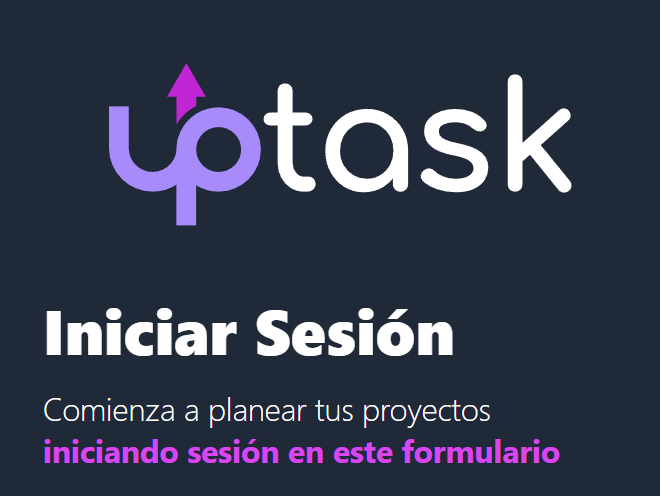 uptask
Iniciar Sesión
Comienza a planear tus proyectos
iniciando sesión en este formulario